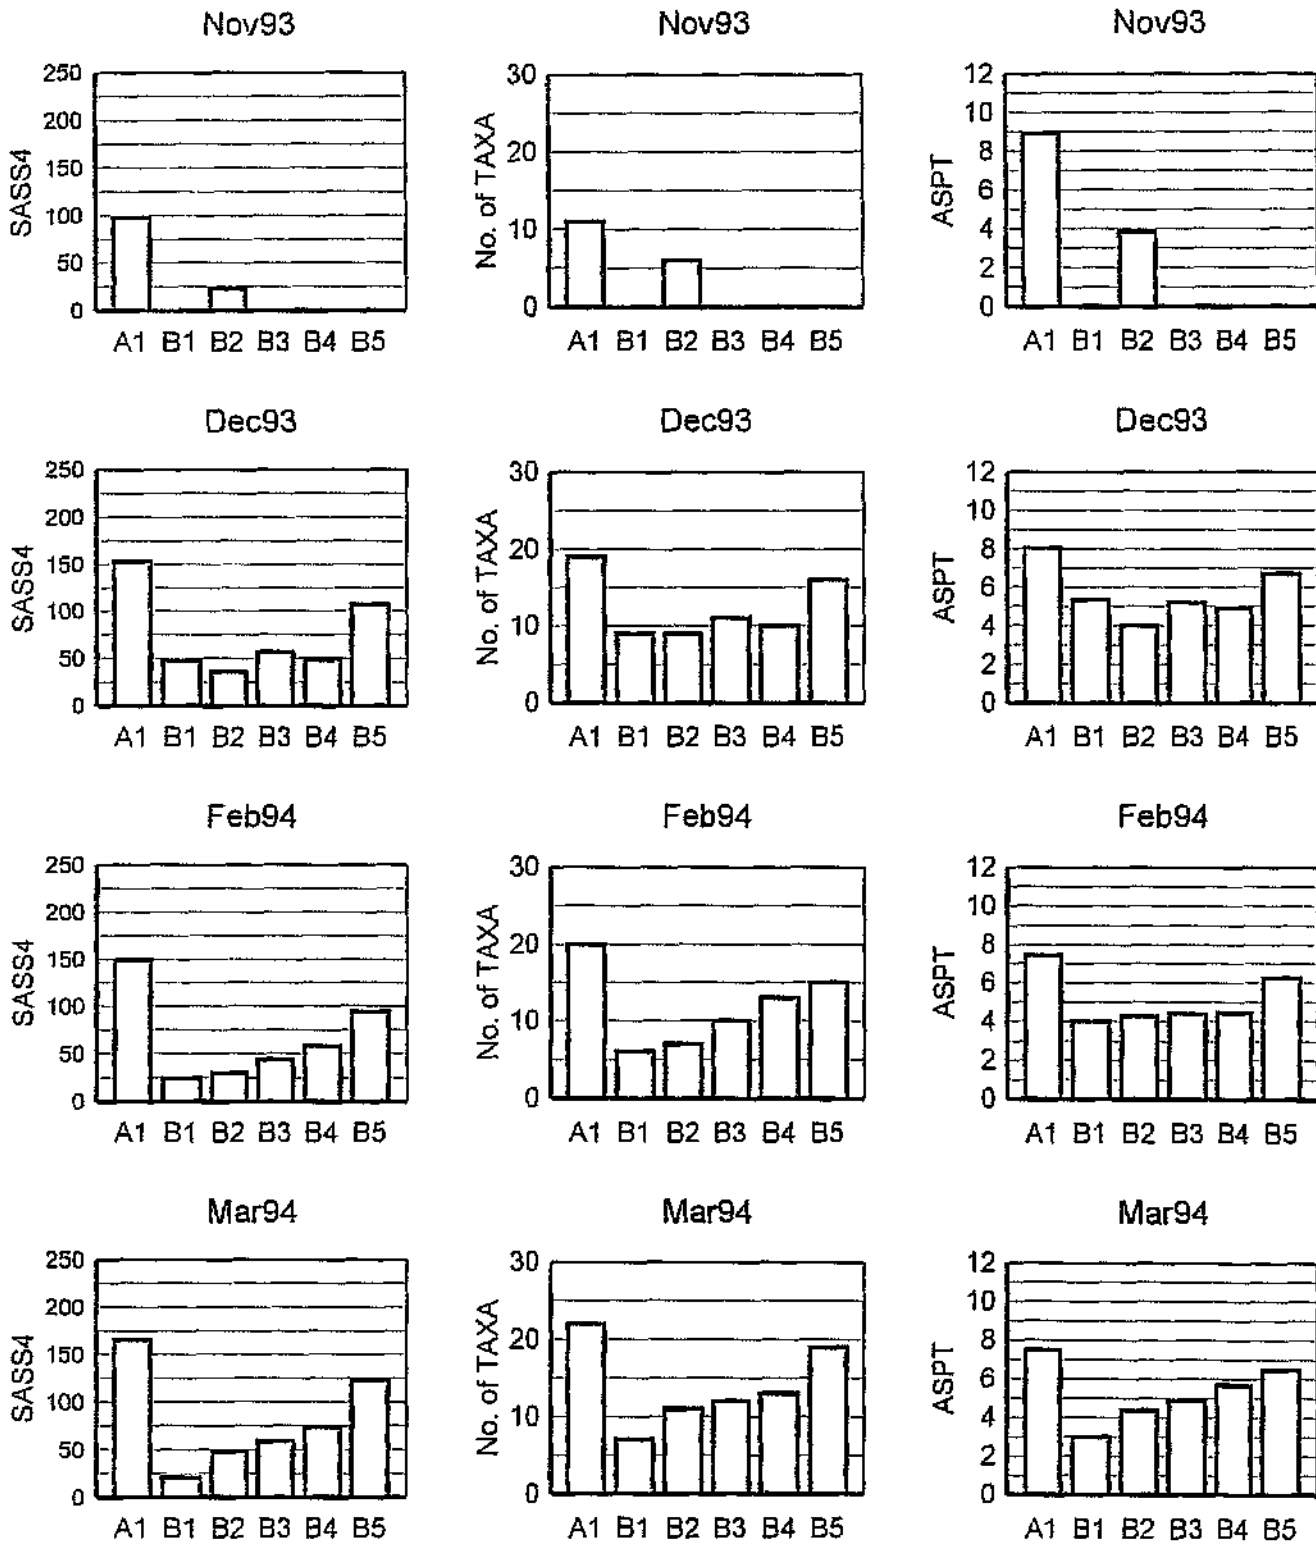 Nov93 Nov93 Nov93
250
200
150
100
50
0
SASS4
A1 B1 B2 B3 B4 B5
30
20
10
0
No. of TAXA
A1 B1 B2 B3 B4 B5
12
10
8
6
4
2
0
ASPT
A1 B1 B2 B3 B4 B5
Dec93 Dec93 Dec93
250
200
150
100
50
0
SASS4
A1 B1 B2 B3 B4 B5
30
20
10
0
No. of TAXA
A1 B1 B2 B3 B4 B5
12
10
8
6
4
2
0
ASPT
A1 B1 B2 B3 B4 B5
Feb94 Feb94 Feb94
250
200
150
100
50
0
SASS4
A1 B1 B2 B3 B4 B5
30
20
10
0
No. of TAXA
A1 B1 B2 B3 B4 B5
12
10
8
6
4
2
0
ASPT
A1 B1 B2 B3 B4 B5
Mar94 Mar94 Mar94
250
200
150
100
50
0
SASS4
A1 B1 B2 B3 B4 B5
30
20
10
0
No. of TAXA
A1 B1 B2 B3 B4 B5
12
10
8
6
4
2
0
ASPT
A1 B1 B2 B3 B4 B5